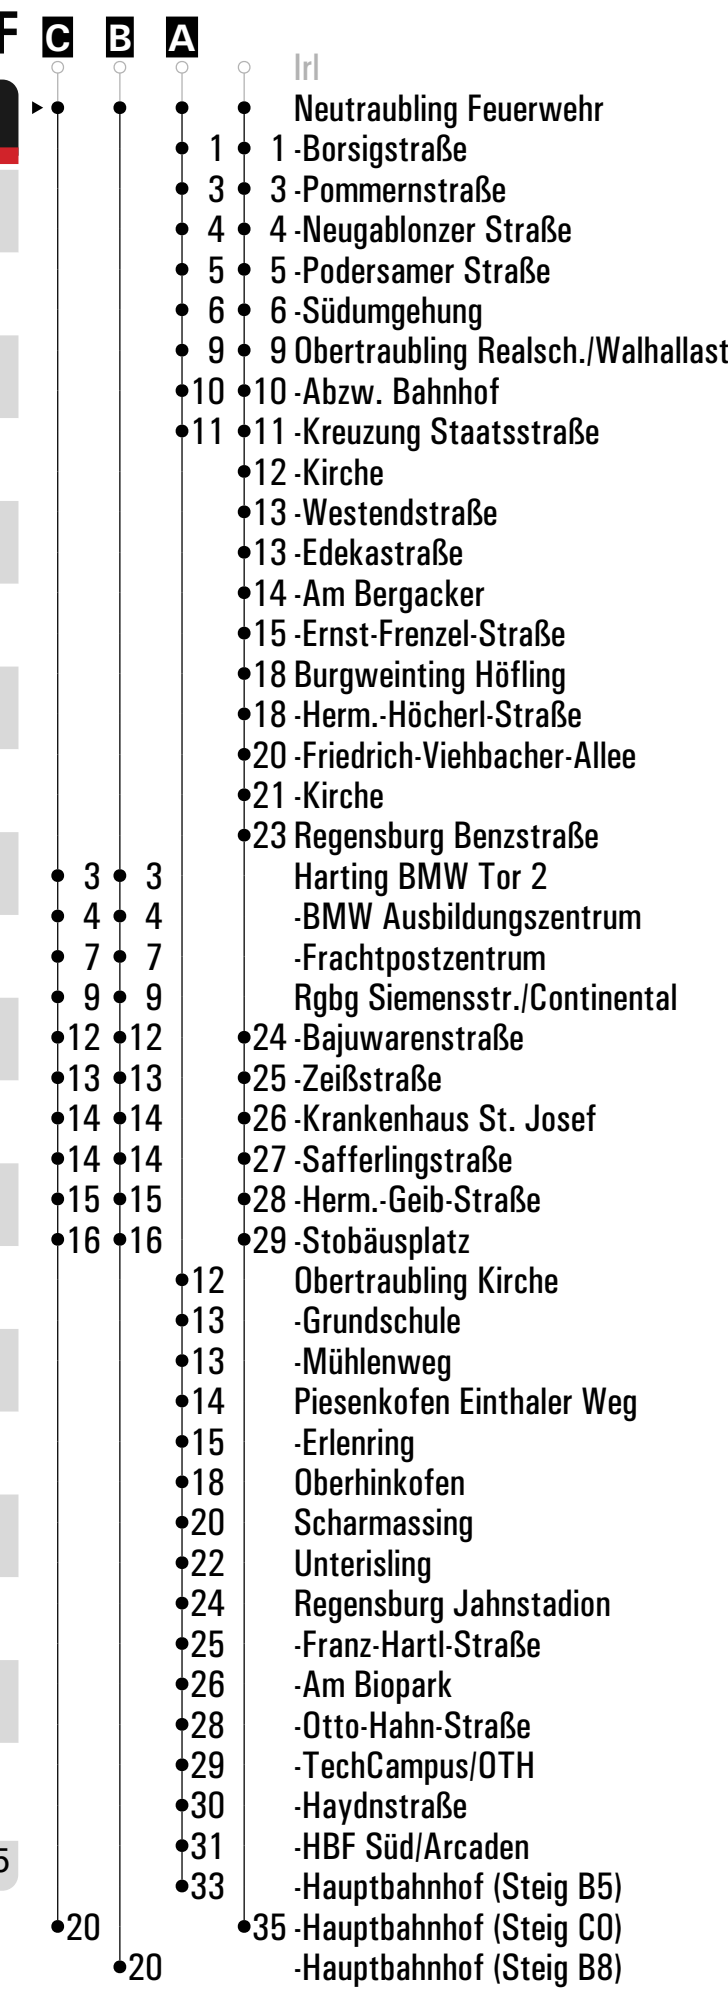 F C B A
Irl
Neutraubling Feuerwehr
1 1 -Borsigstraße
3 3 -Pommernstraße
4 4 -Neugablonzer Straße
5 5 -Podersamer Straße
6 6 -Südumgehung
9 9 Obertraubling Realsch./Walhallast
10 10 -Abzw. Bahnhof
11 11 -Kreuzung Staatsstraße
12 -Kirche
13 -Westendstraße
13 -Edekastraße
14 -Am Bergacker
15 -Ernst-Frenzel-Straße
18 Burgweinting Höfling
18 -Herm.-Höcherl-Straße
20 -Friedrich-Viehbacher-Allee
21 -Kirche
23 Regensburg Benzstraße
3 3 Harting BMW Tor 2
4 4 -BMW Ausbildungszentrum
7 7 -Frachtpostzentrum
9 9 Rgbg Siemensstr./Continental
12 12 24 -Bajuwarenstraße
13 13 25 -Zeißstraße
14 14 26 -Krankenhaus St. Josef
14 14 27 -Safferlingstraße
15 15 28 -Herm.-Geib-Straße
16 16 29 -Stobäusplatz
12 Obertraubling Kirche
13 -Grundschule
13 -Mühlenweg
14 Piesenkofen Einthaler Weg
15 -Erlenring
18 Oberhinkofen
20 Scharmassing
22 Unterisling
24 Regensburg Jahnstadion
25 -Franz-Hartl-Straße
26 -Am Biopark
28 -Otto-Hahn-Straße
29 -TechCampus/OTH
30 -Haydnstraße
31 -HBF Süd/Arcaden
5
33 -Hauptbahnhof (Steig B5)
20 35 -Hauptbahnhof (Steig C0)
20 -Hauptbahnhof (Steig B8)